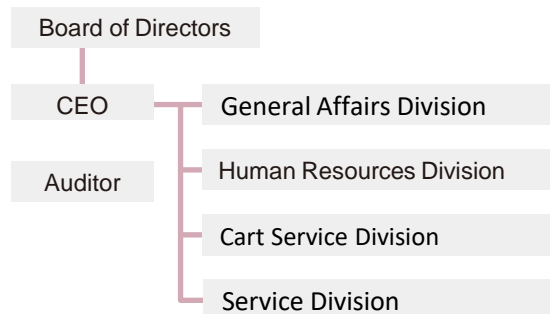 Board of Directors
CEO
General Affairs Division
Auditor
Human Resources Division
Cart Service Division
Service Division